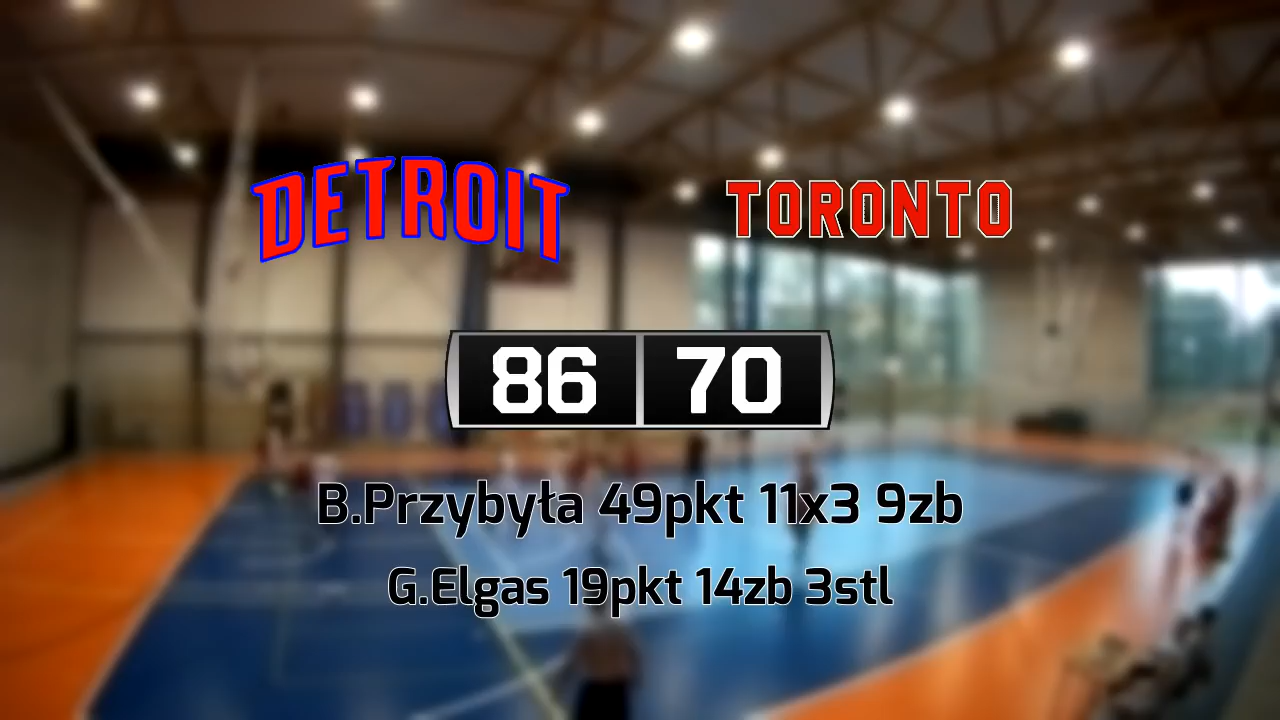 DETROIT
TORONTO
86 70
B.Przybyła 49pkt 11x3 9zb
G.Elgas 19pkt 14zb 3stl